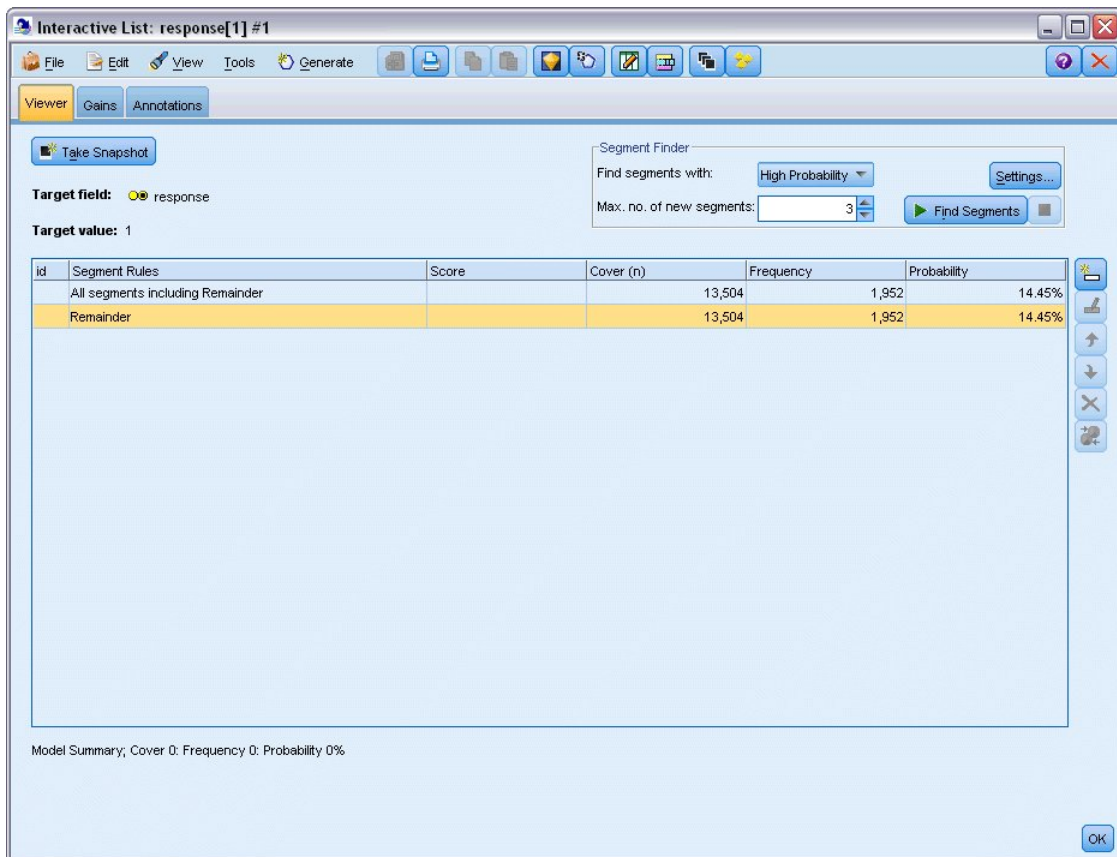 Interactive List: response[1] #1
File Edit View Tools Generate
Viewer Gains Annotations
Take Snapshot
Segment Finder
Find segments with: High Probability Settings...
Target field: response
Max. no. of new segments: 3 Find Segments
Target value: 1
id Segment Rules Score Cover (n) Frequency Probability
All segments including Remainder 13,504 1,952 14.45%
Remainder 13,504 1,952 14.45%
Model Summary; Cover 0: Frequency 0: Probability 0%
OK